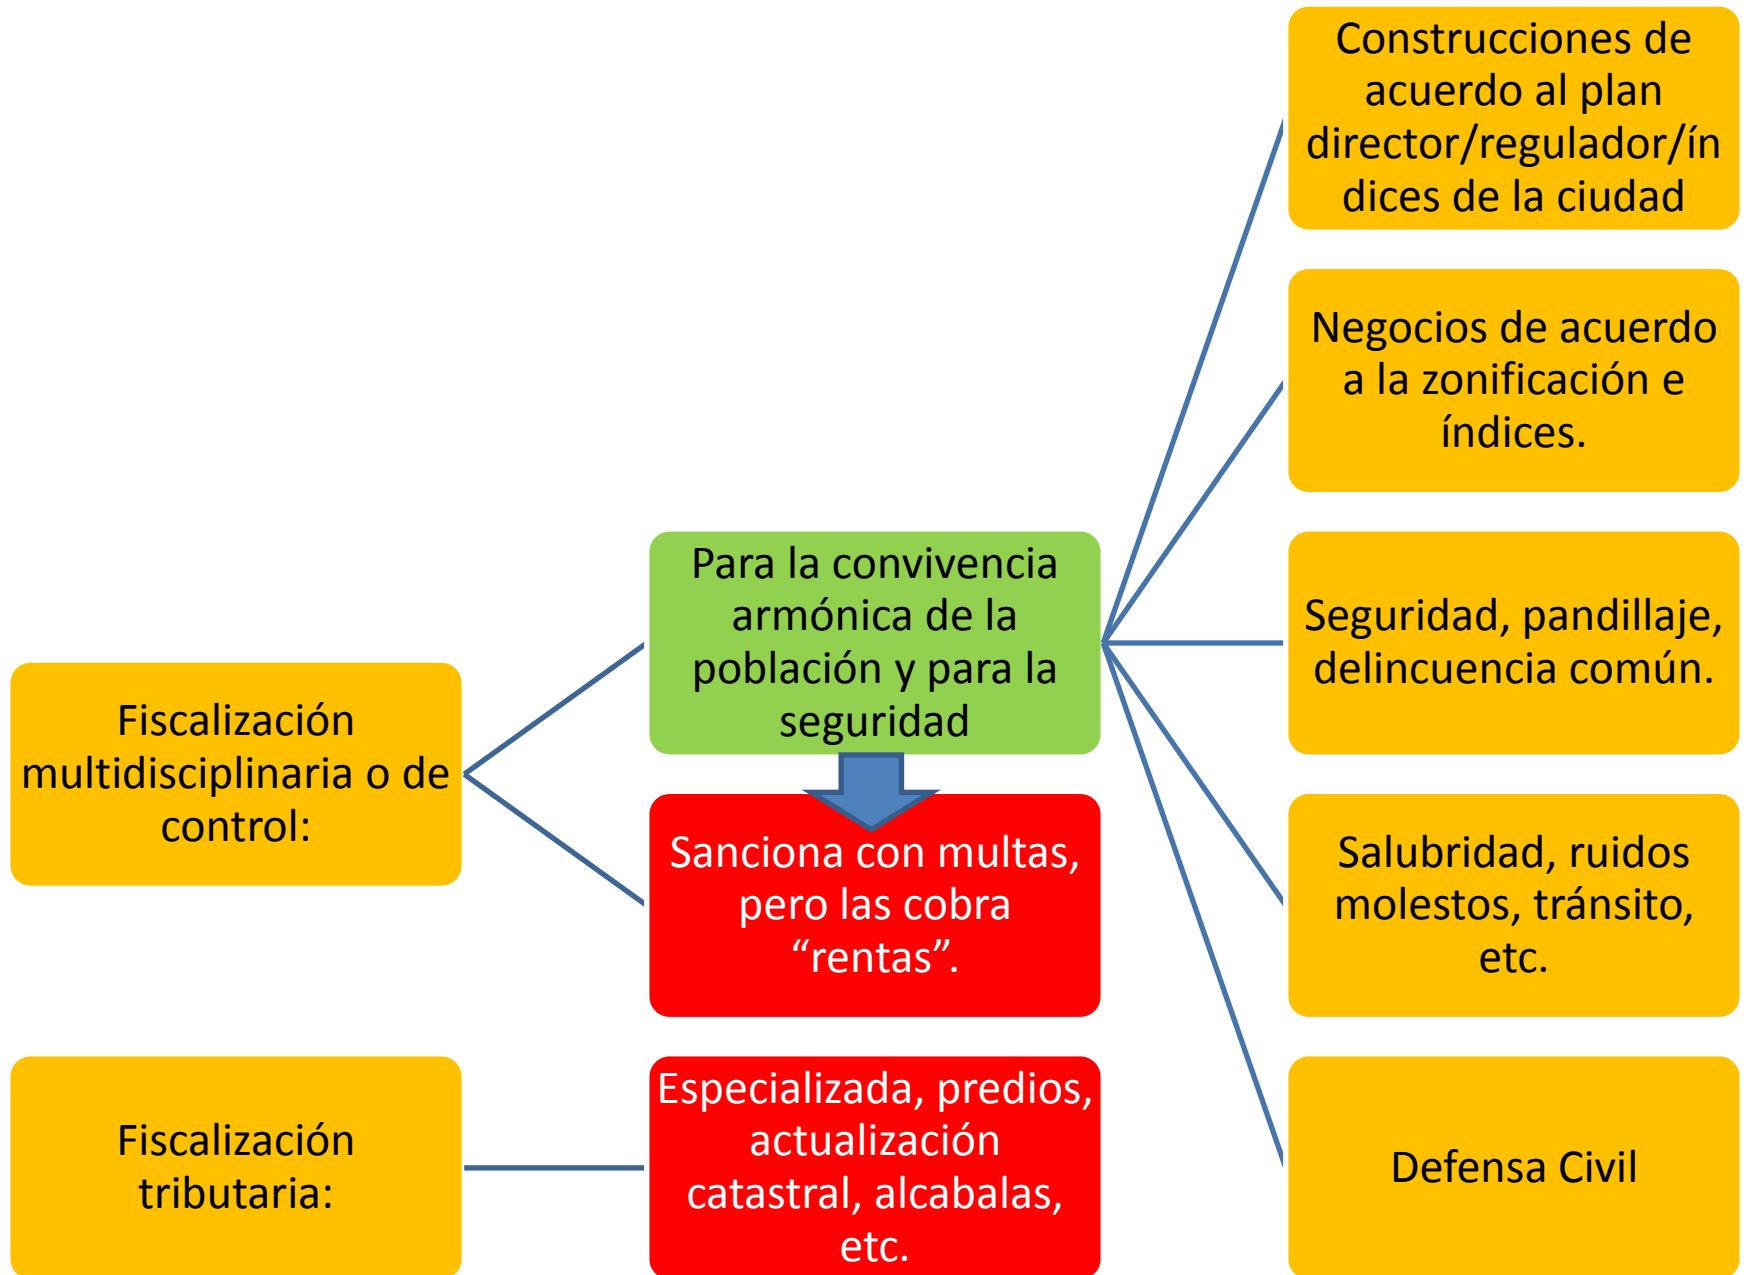 Fiscalización
multidisciplinaria o de
control:
Para la convivencia
armónica de la
población y para la
seguridad
Construcciones de
acuerdo al plan
director/regulador/ín
dices de la ciudad
Negocios de acuerdo
a la zonificación e
índices.
Seguridad, pandillaje,
delincuencia común.
Salubridad, ruidos
molestos, tránsito,
etc.
Defensa Civil
Sanciona con multas,
pero las cobra
“rentas”.
Fiscalización
tributaria:
Especializada, predios,
actualización
catastral, alcabalas,
etc.